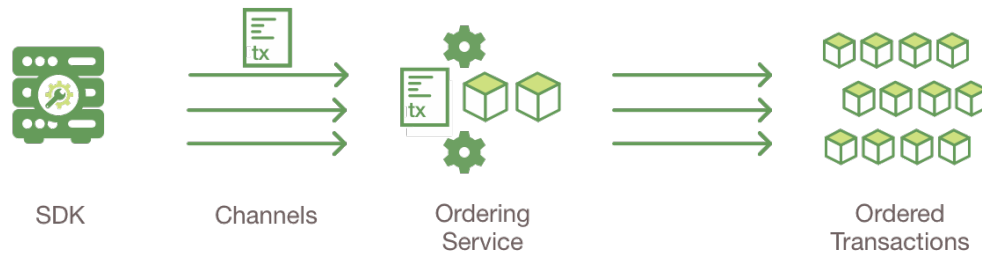 tx
tx
SDK
Channels
Ordering
Service
Ordered
Transactions